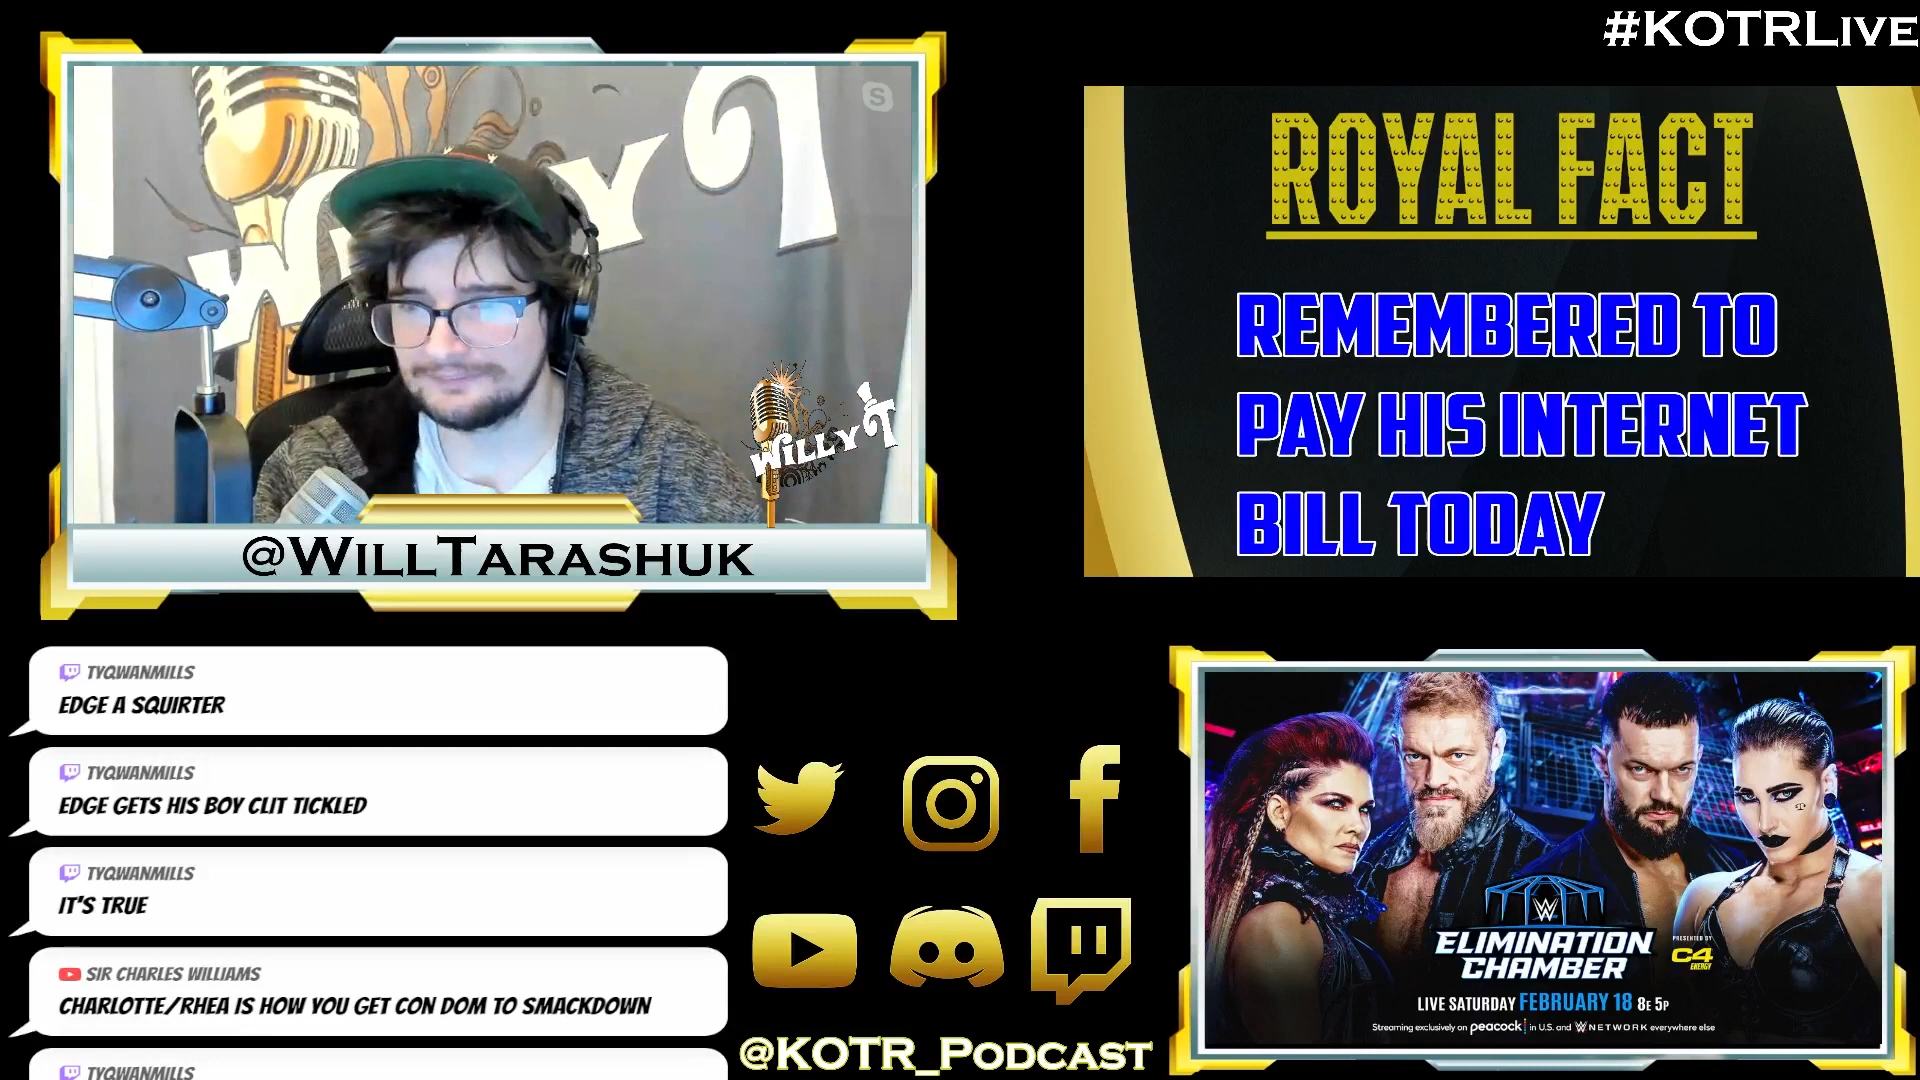 #KOTRLIVE
WILLY T
S
WILLY T
@WILLTARASHUK
ROYAL FACT
REMEMBERED TO
PAY HIS INTERNET
BILL TODAY
TYQWANMILLS
EDGE A SQUIRTER
TYQWANMILLS
EDGE GETS HIS BOY CLIT TICKLED
TYQWANMILLS
IT'S TRUE
SIR CHARLES WILLIAMS
CHARLOTTE/RHEA IS HOW YOU GET CON DOM TO SMACKDOWN
TYQWANMILLS
@KOTR_PODCAST
W
ELIMINATION
CHAMBER
PRESENTED BY
C4
ENERGY
LIVE SATURDAY FEBRUARY 18 8E 5P
Streaming exclusively on peacock in U.S. and W NETWORK everywhere else